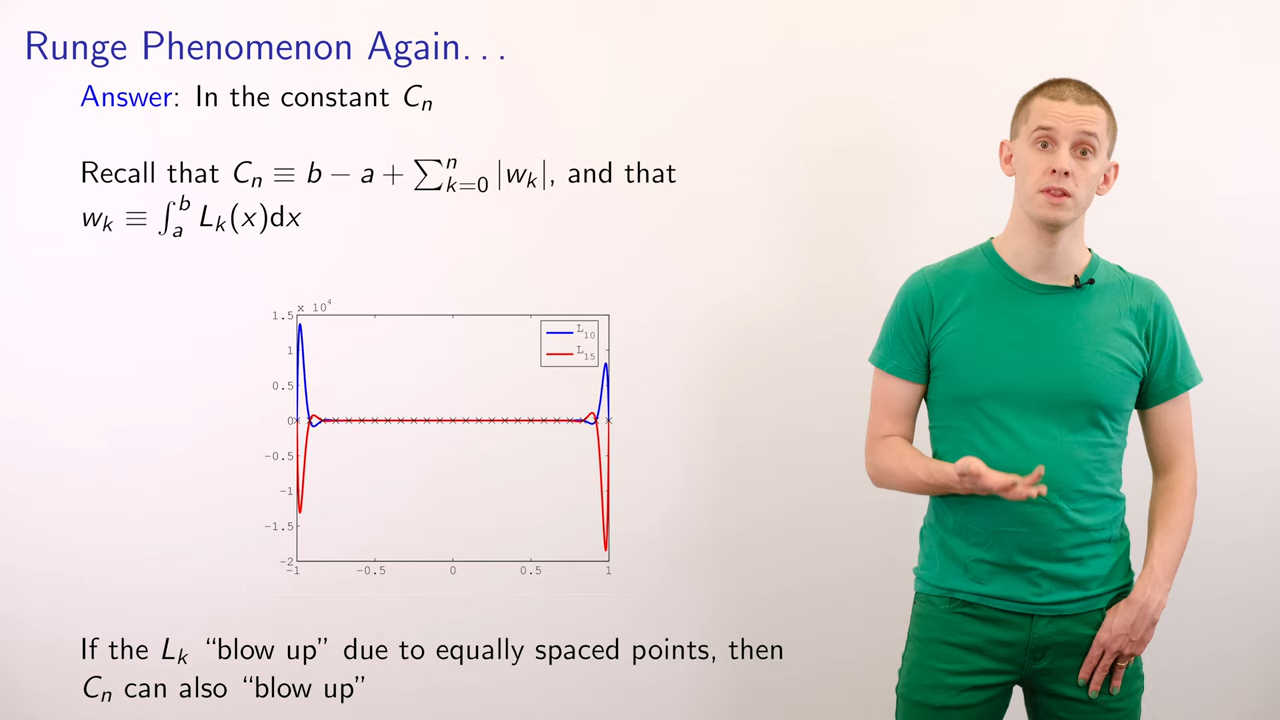 Runge Phenomenon Again...
Answer: In the constant Cₙ
Recall that Cₙ ≡ b − a + ∑ⁿₖ₌₀ |wₖ|, and that
wₖ ≡ ∫ₐᵇ Lₖ(x)dx
x 10⁴
1.5
1
0.5
0
−0.5
−1
−1.5
−2
L₁₀
L₁₅
−1 −0.5 0 0.5 1
If the Lₖ “blow up” due to equally spaced points, then
Cₙ can also “blow up”